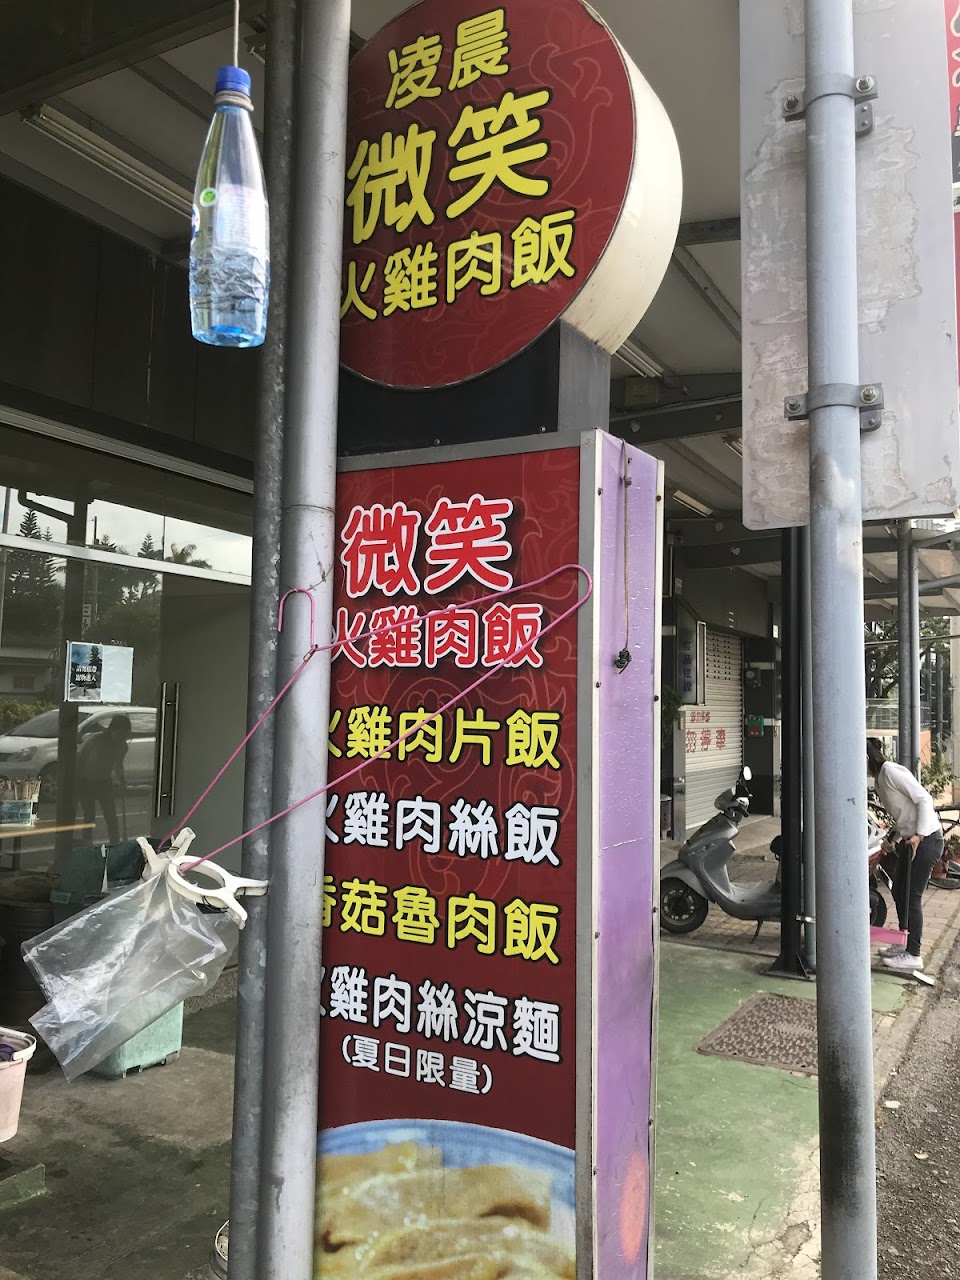 凌晨
微笑
火雞肉飯
微笑
火雞肉飯
火雞肉片飯
火雞肉絲飯
香菇魯肉飯
火雞肉絲涼麵
(夏日限量)